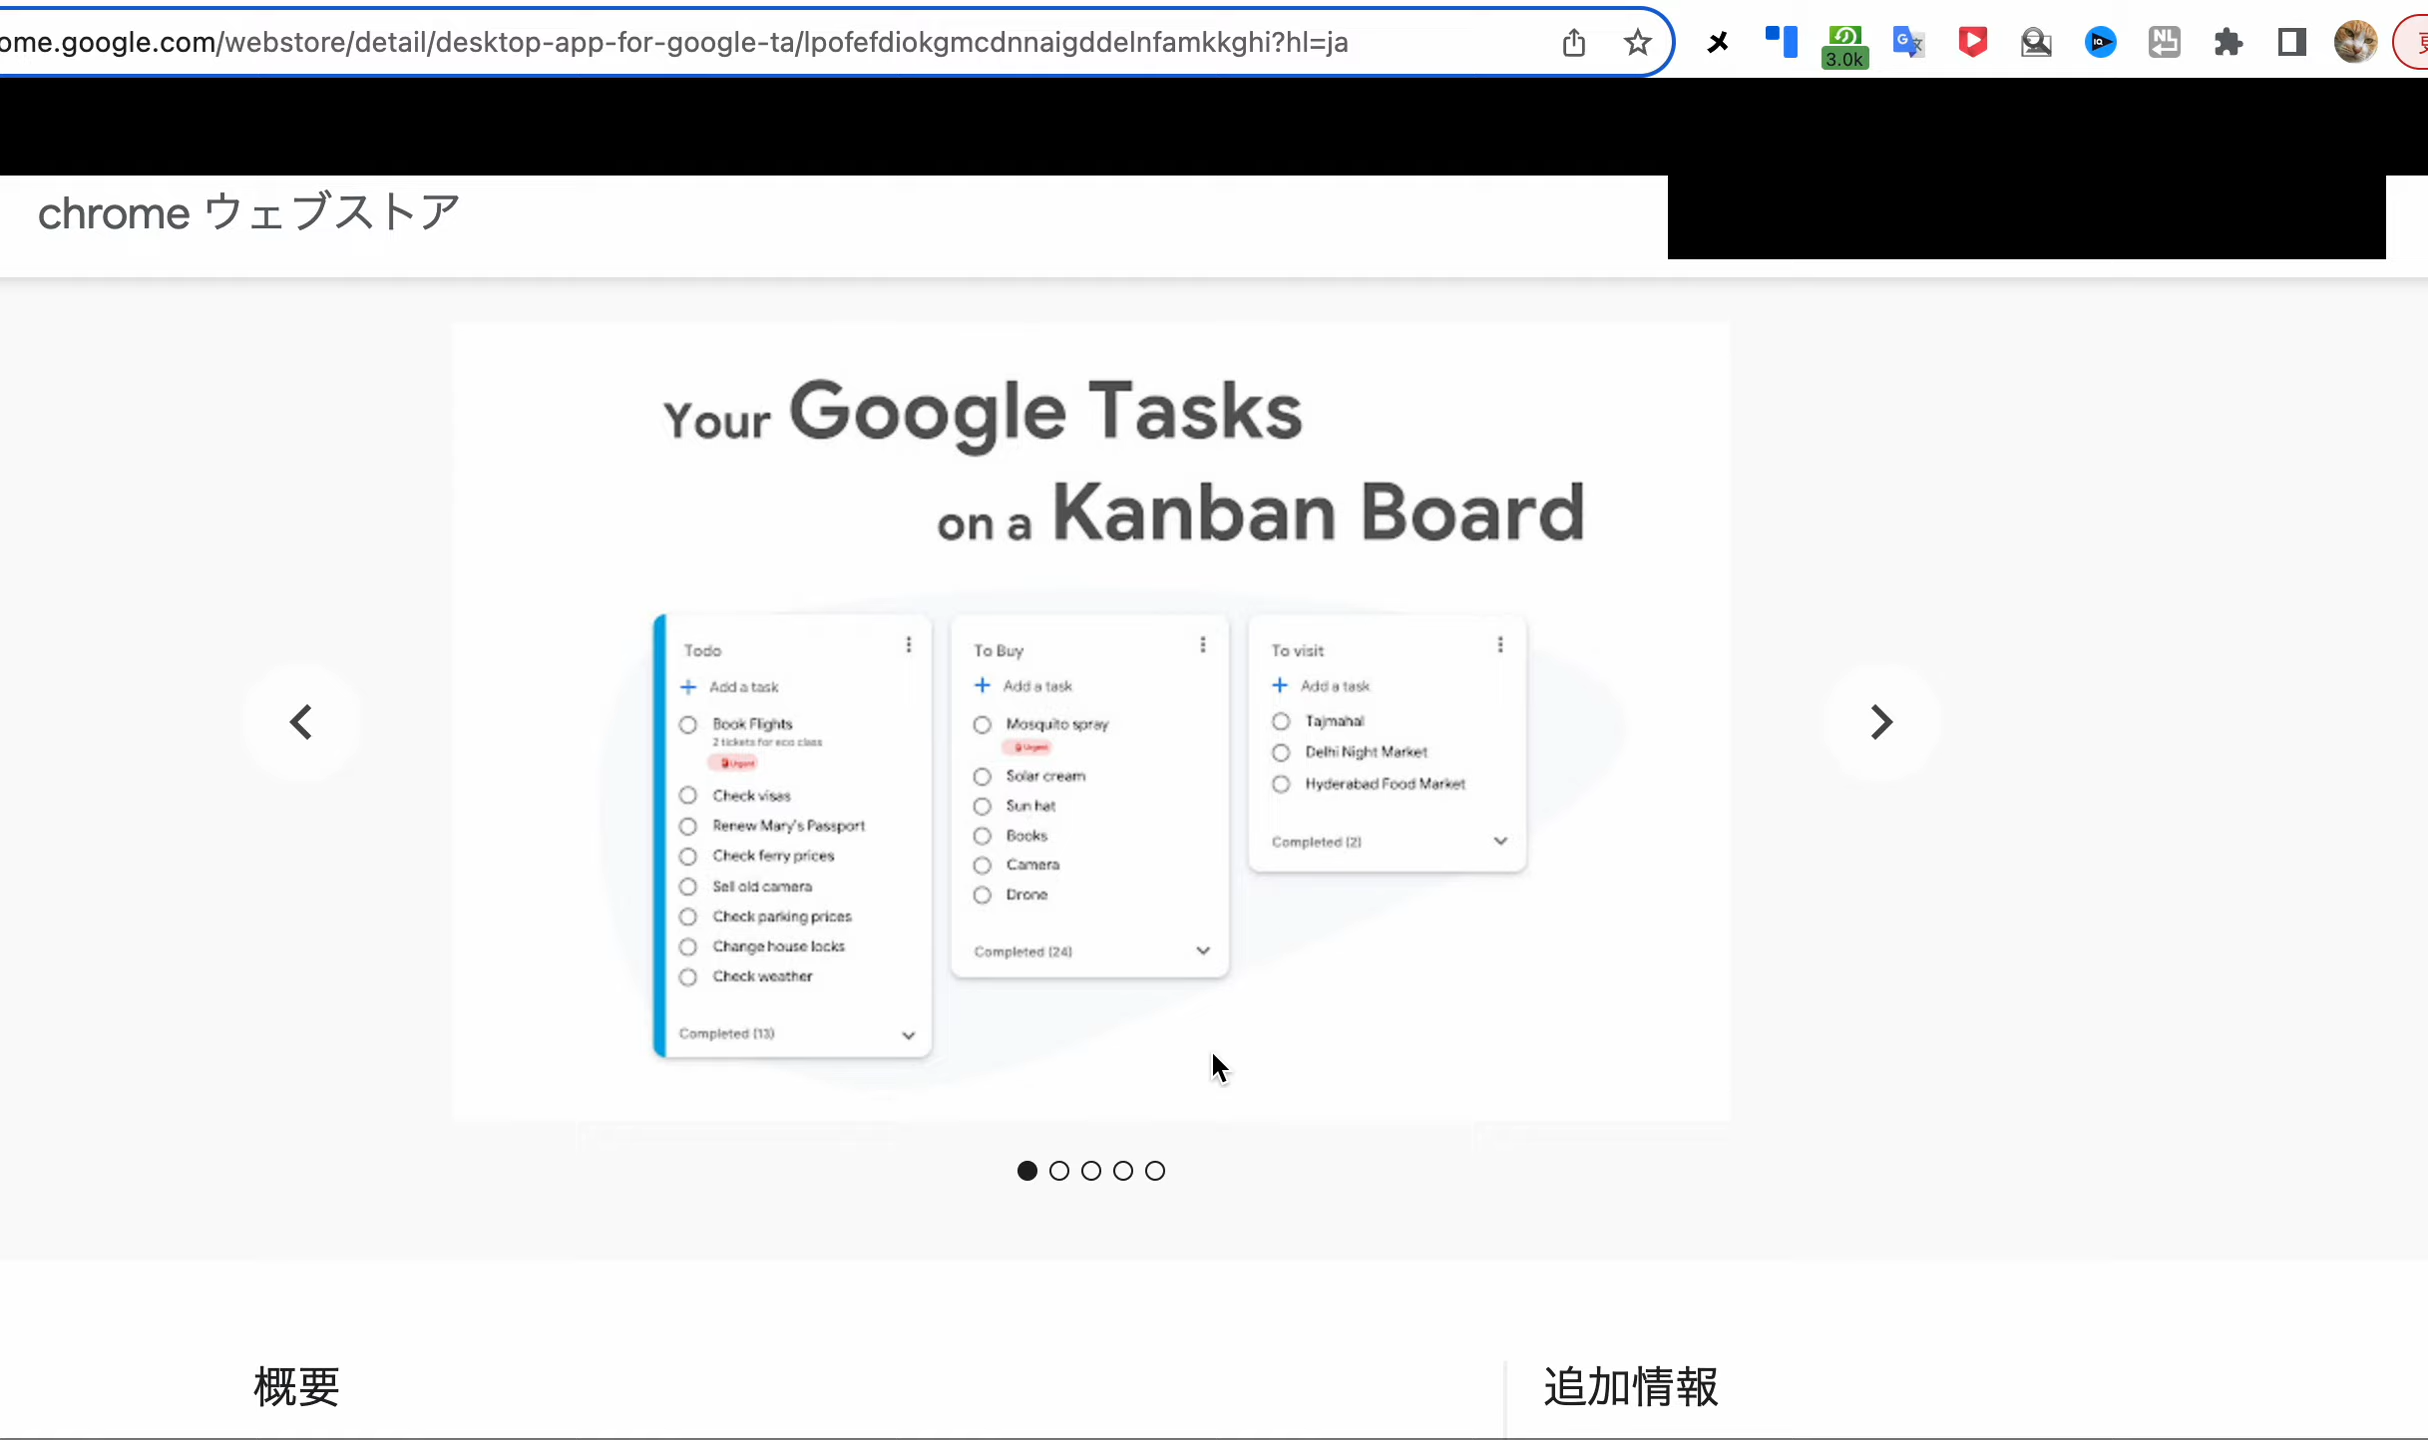 ome.google.com/webstore/detail/desktop-app-for-google-ta/lpofefdiokgmcdnnaigddelnfamkkghi?hl=ja
3.0k
NL
chrome ウェブストア
Your Google Tasks
on a Kanban Board
Todo
Add a task
Book Flights
2 tickets for eco class
Urgent
Check visas
Renew Mary's Passport
Check ferry prices
Sell old camera
Check parking prices
Change house locks
Check weather
Completed (13)
To Buy
Add a task
Mosquito spray
Urgent
Solar cream
Sun hat
Books
Camera
Drone
Completed (24)
To visit
Add a task
Tajmahal
Delhi Night Market
Hyderabad Food Market
Completed (2)
概要
追加情報